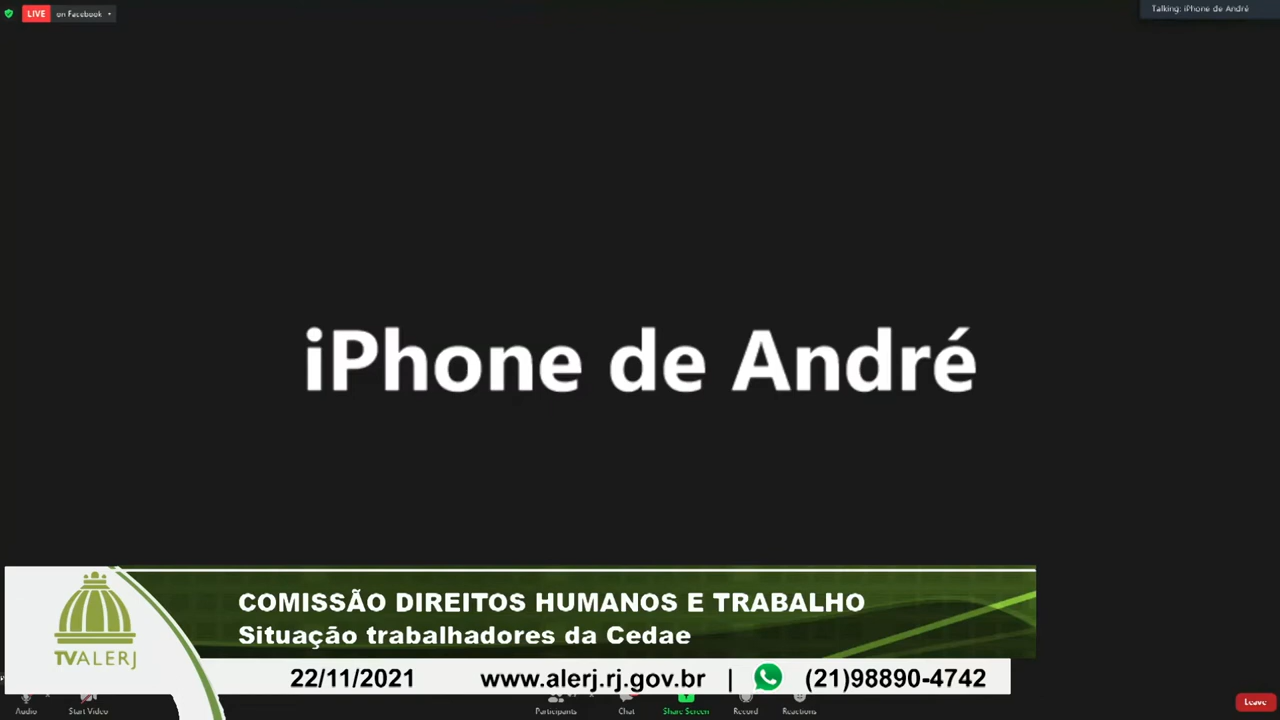 LIVE on Facebook
Talking: iPhone de André
iPhone de André
COMISSÃO DIREITOS HUMANOS E TRABALHO
Situação trabalhadores da Cedae
TVALERJ
22/11/2021 www.alerj.rj.gov.br | (21)98890-4742
Audio Start Video Participants Chat Share Screen Record Reactions Leave